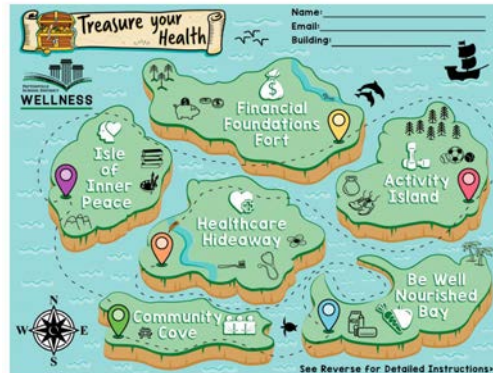 Treasure your
Health
Name:
Email:
Building:
WELLNESS
Financial
Foundations
Fort
Isle
of
Inner
Peace
Activity
Island
Healthcare
Hideaway
Be Well
Nourished
Bay
Community
Cove
N
W
E
S
See Reverse for Detailed Instructions